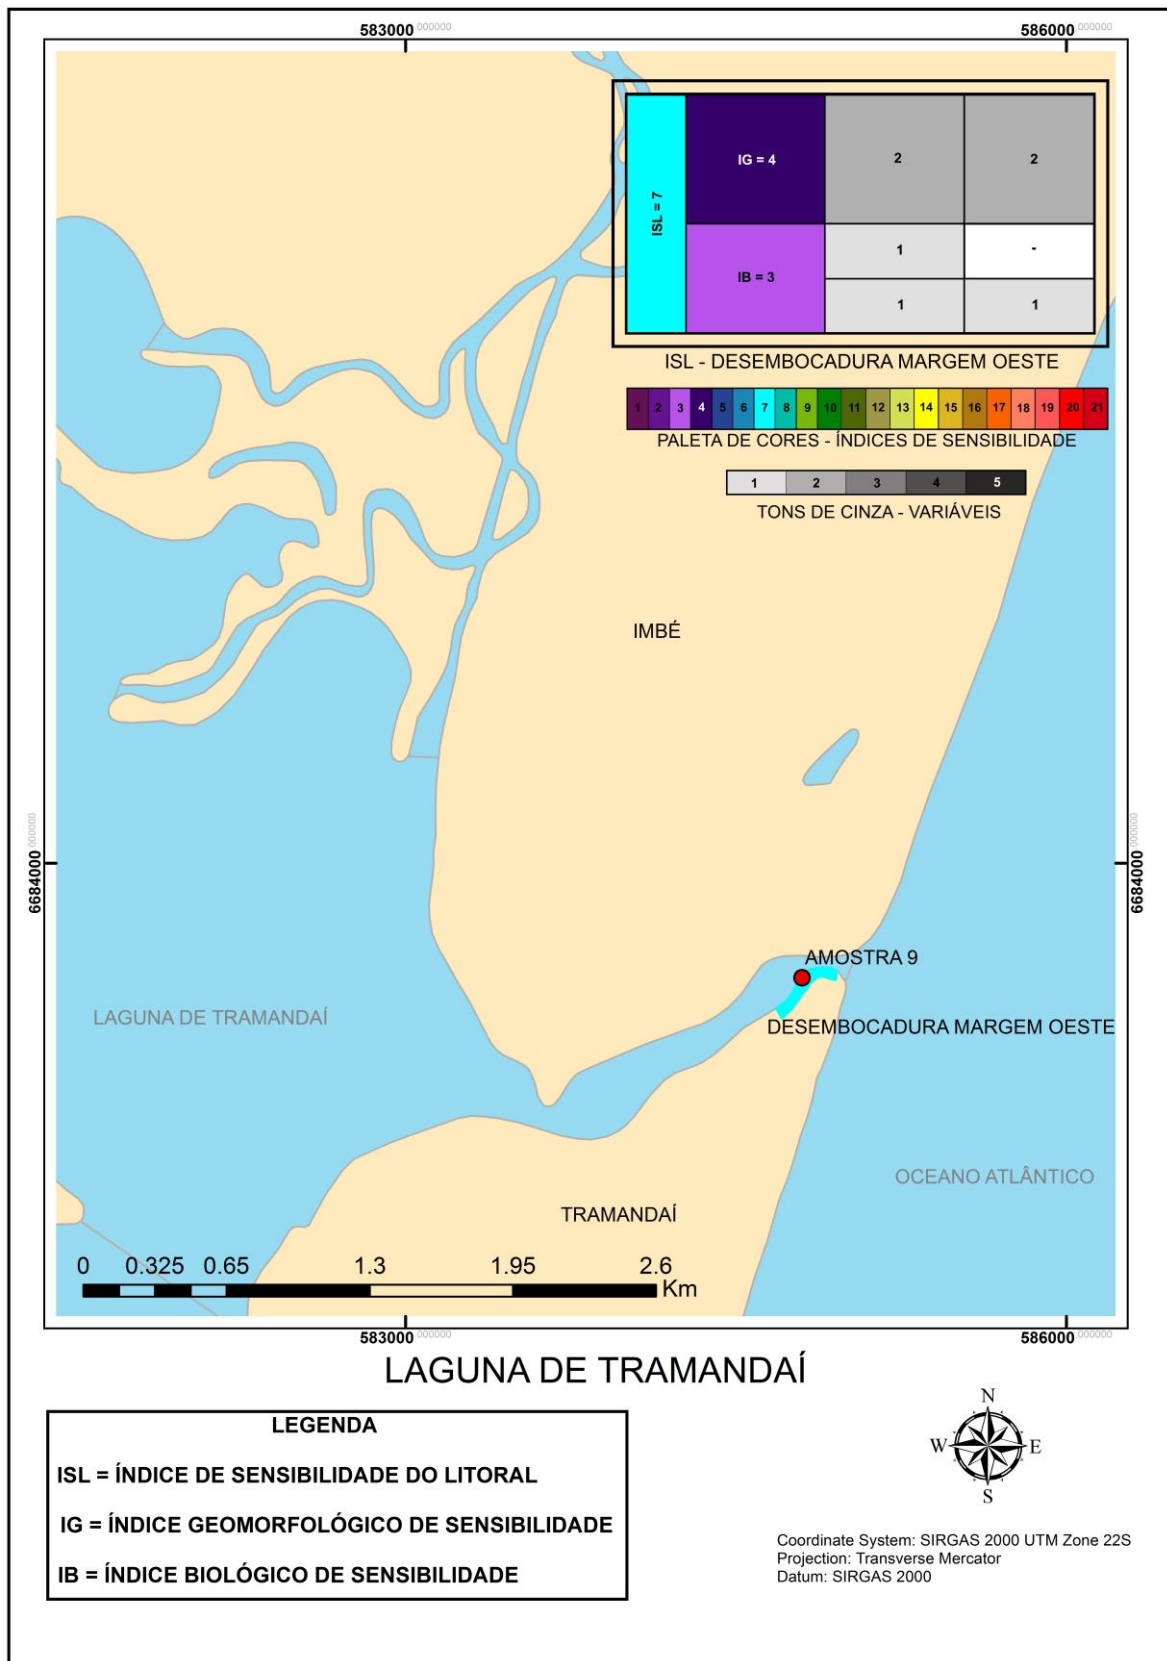 583000.000000 586000.000000
ISL = 7
IG = 4 2 2
IB = 3 1 -
1 1
ISL - DESEMBOCADURA MARGEM OESTE
1 2 3 4 5 6 7 8 9 10 11 12 13 14 15 16 17 18 19 20 21
PALETA DE CORES - ÍNDICES DE SENSIBILIDADE
1 2 3 4 5
TONS DE CINZA - VARIÁVEIS
IMBÉ
6684000.000000 6684000.000000
AMOSTRA 9
LAGUNA DE TRAMANDAÍ
DESEMBOCADURA MARGEM OESTE
OCEANO ATLÂNTICO
TRAMANDAÍ
0 0.325 0.65 1.3 1.95 2.6
Km
583000.000000 586000.000000
LAGUNA DE TRAMANDAÍ
LEGENDA
ISL = ÍNDICE DE SENSIBILIDADE DO LITORAL
IG = ÍNDICE GEOMORFOLÓGICO DE SENSIBILIDADE
IB = ÍNDICE BIOLÓGICO DE SENSIBILIDADE
N
W E
S
Coordinate System: SIRGAS 2000 UTM Zone 22S
Projection: Transverse Mercator
Datum: SIRGAS 2000